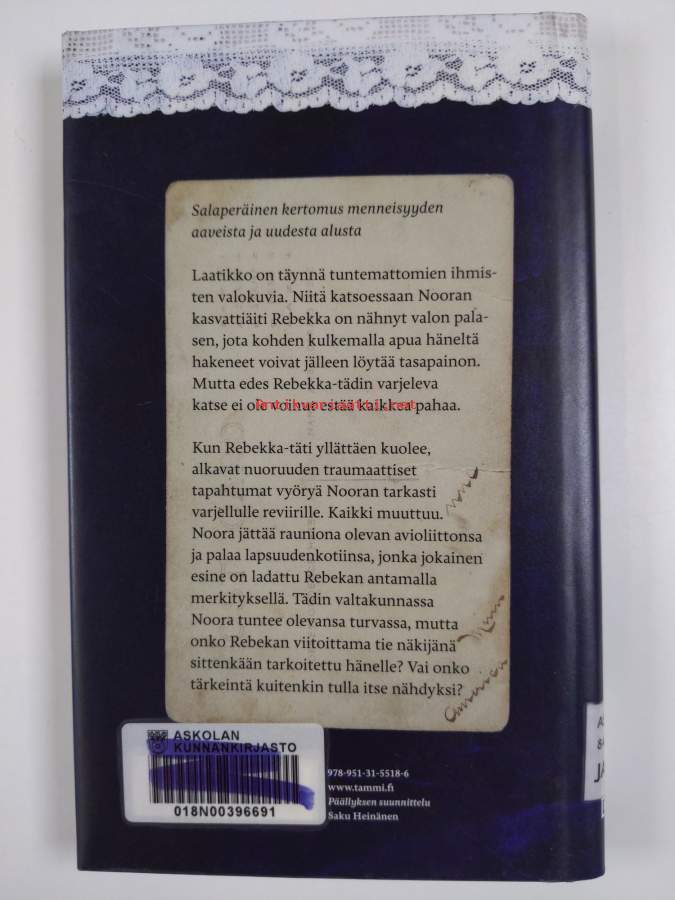 Salaperäinen kertomus menneisyyden
aaveista ja uudesta alusta
Laatikko on täynnä tuntemattomien ihmis-
ten valokuvia. Niitä katsoessaan Nooran
kasvattiäiti Rebekka on nähnyt valon pala-
sen, jota kohden kulkemalla apua häneltä
hakeneet voivat jälleen löytää tasapainon.
Mutta edes Rebekka-tädin varjeleva
katse ei ole voinut estää kaikkea pahaa.
Antikvariaatti.net
Kun Rebekka-täti yllättäen kuolee,
alkavat nuoruuden traumaattiset
tapahtumat vyöryä Nooran tarkasti
varjellulle reviirille. Kaikki muuttuu.
Noora jättää rauniona olevan avioliittonsa
ja palaa lapsuudenkotiinsa, jonka jokainen
esine on ladattu Rebekan antamalla
merkityksellä. Tädin valtakunnassa
Noora tuntee olevansa turvassa, mutta
onko Rebekan viitoittama tie näkijänä
sittenkään tarkoitettu hänelle? Vai onko
tärkeintä kuitenkin tulla itse nähdyksi?
ASKOLAN
KUNNANKIRJASTO
018N00396691
978-951-31-5518-6
www.tammi.fi
Päällyksen suunnittelu
Saku Heinänen